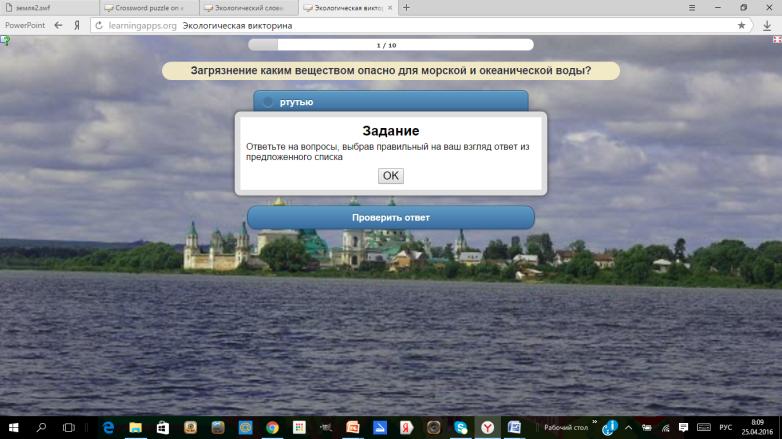 земля2.swf
Crossword puzzle on e
Экологический слов
Экологическая виктор
PowerPoint
Я
learningapps.org Экологическая викторина
1 / 10
Загрязнение каким веществом опасно для морской и океанической воды?
ртутью
Задание
Ответьте на вопросы, выбрав правильный на ваш взгляд ответ из
предложенного списка
OK
Проверить ответ
Рабочий стол
РУС
8:09
25.04.2016